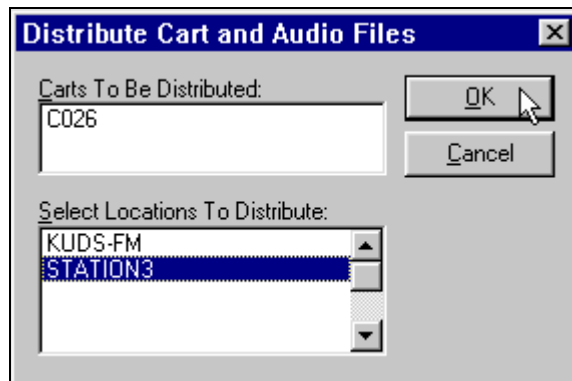 Distribute Cart and Audio Files
Carts To Be Distributed:
C026
OK
Cancel
Select Locations To Distribute:
KUDS-FM
STATION3